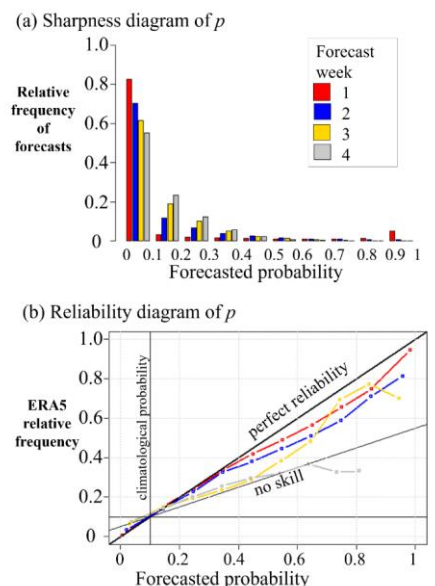 (a) Sharpness diagram of p
Relative
frequency
of
forecasts
1.0
0.8
0.6
0.4
0.2
0
Forecast
week
1
2
3
4
0 0.1 0.2 0.3 0.4 0.5 0.6 0.7 0.8 0.9 1
Forecasted probability
(b) Reliability diagram of p
ERA5
relative
frequency
1.0
0.8
0.6
0.4
0.2
0
climatological probability
perfect reliability
no skill
0 0.2 0.4 0.6 0.8 1.0
Forecasted probability